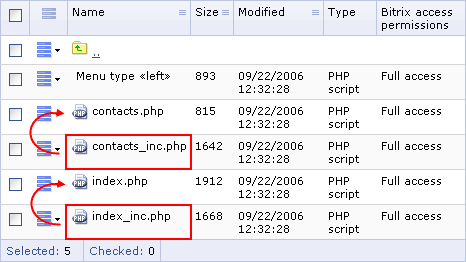 Name Size Modified Type Bitrix access permissions
..
Menu type «left» 893 09/22/2006 12:32:28 PHP script Full access
contacts.php 815 09/22/2006 12:32:28 PHP script Full access
contacts_inc.php 1642 09/22/2006 12:32:28 PHP script Full access
index.php 1912 09/22/2006 12:32:28 PHP script Full access
index_inc.php 1668 09/22/2006 12:32:28 PHP script Full access
Selected: 5 Checked: 0